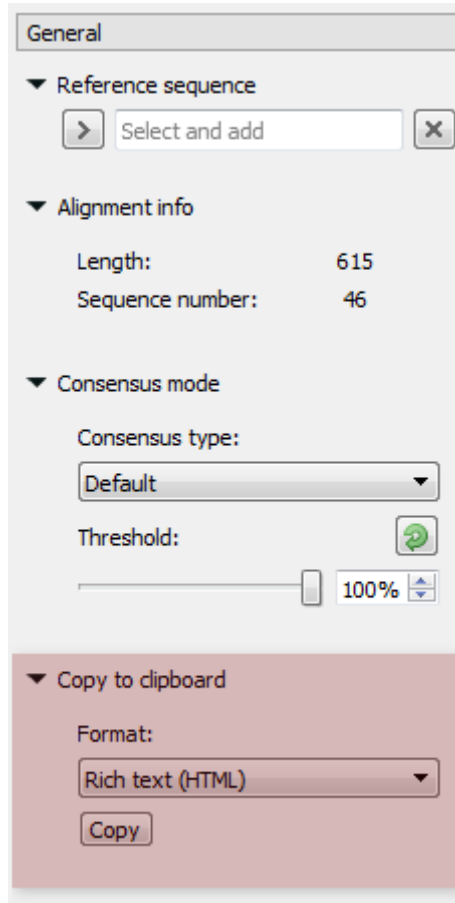 General
Reference sequence
Select and add
Alignment info
Length: 615
Sequence number: 46
Consensus mode
Consensus type:
Default
Threshold:
100%
Copy to clipboard
Format:
Rich text (HTML)
Copy